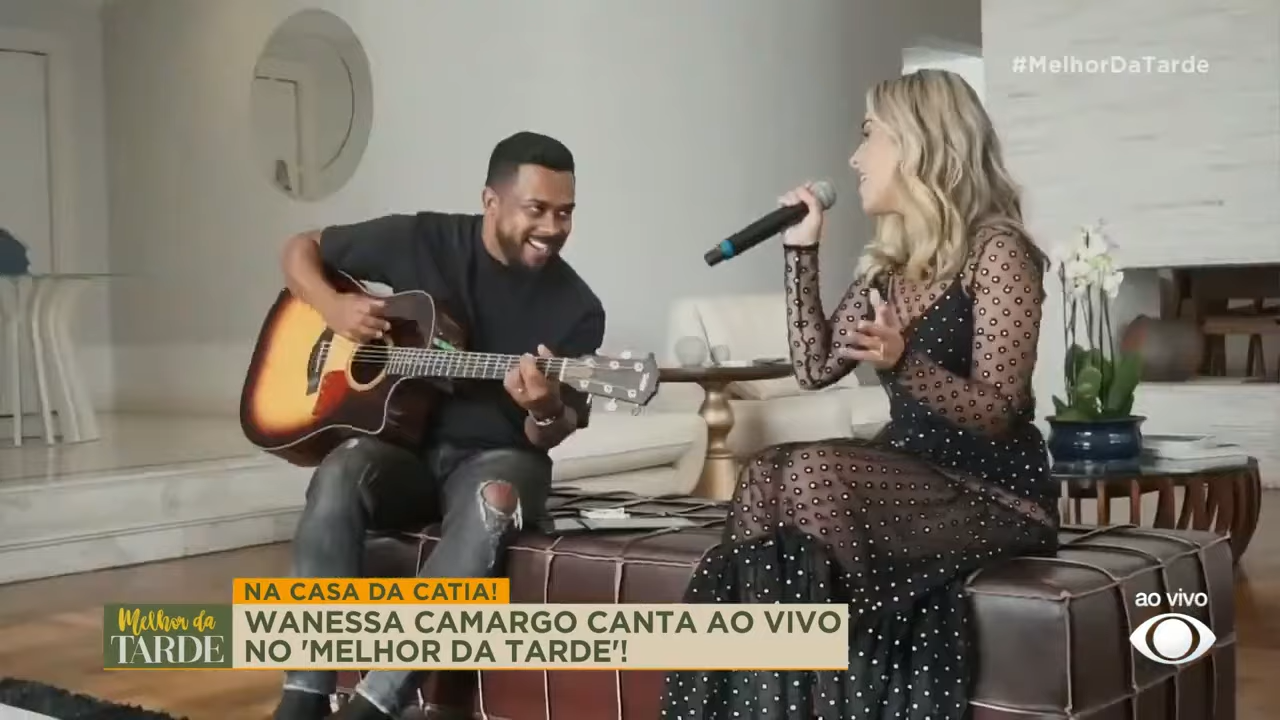 #MelhorDaTarde
NA CASA DA CATIA!
Melhor da
TARDE
WANESSA CAMARGO CANTA AO VIVO
NO 'MELHOR DA TARDE'!
ao vivo